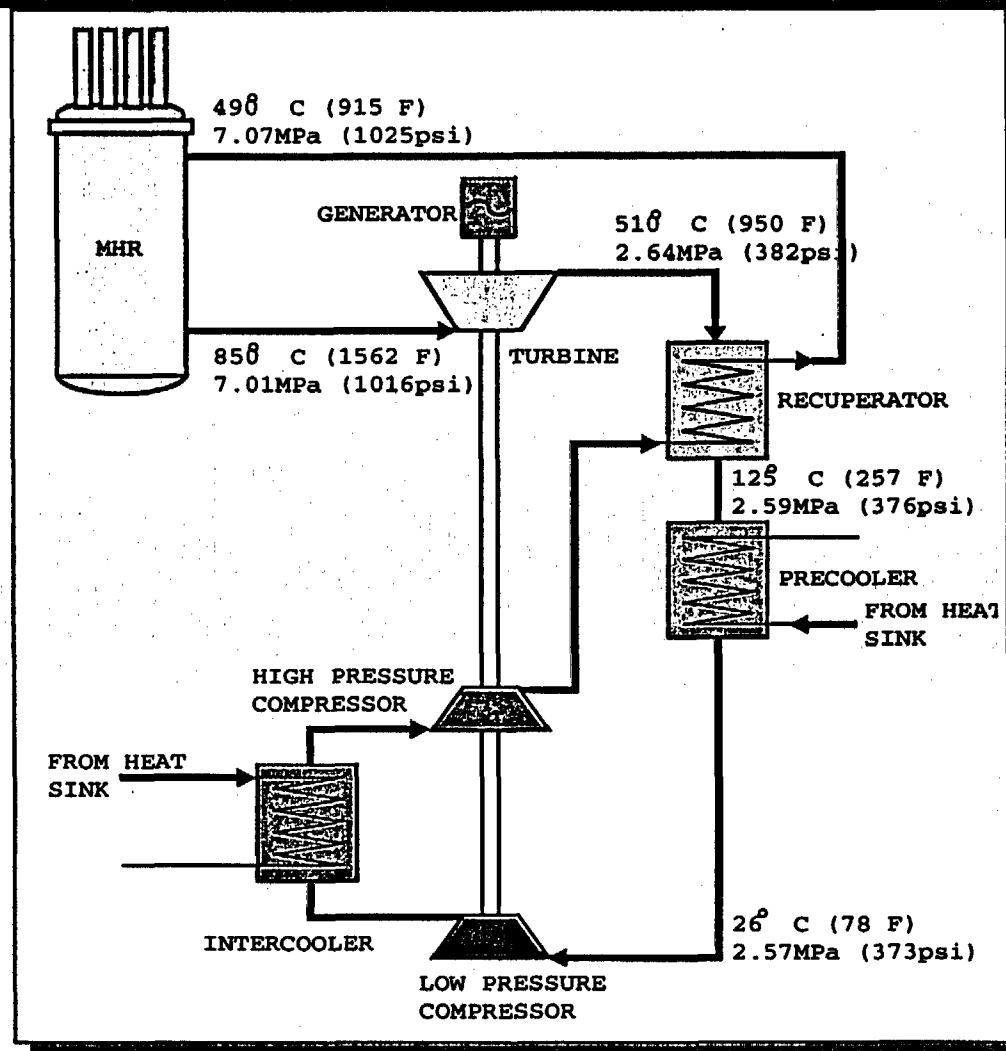 490° C (915 F)
7.07MPa (1025psi)
GENERATOR
510° C (950 F)
2.64MPa (382psi)
MHR
850° C (1562 F)
7.01MPa (1016psi)
TURBINE
RECUPERATOR
125° C (257 F)
2.59MPa (376psi)
PRECOOLER
FROM HEAT
SINK
HIGH PRESSURE
COMPRESSOR
FROM HEAT
SINK
INTERCOOLER
26° C (78 F)
2.57MPa (373psi)
LOW PRESSURE
COMPRESSOR